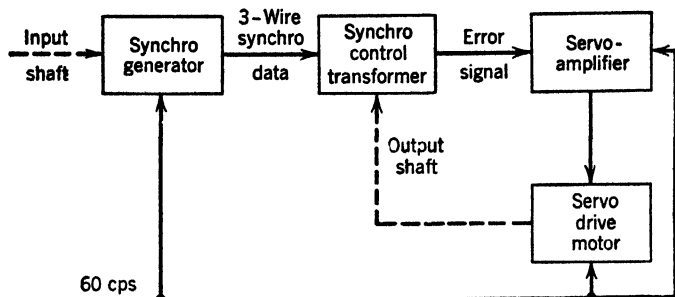 Input
shaft
Synchro
generator
3-Wire
synchro
data
Synchro
control
transformer
Error
signal
Servo-
amplifier
Output
shaft
Servo
drive
motor
60 cps